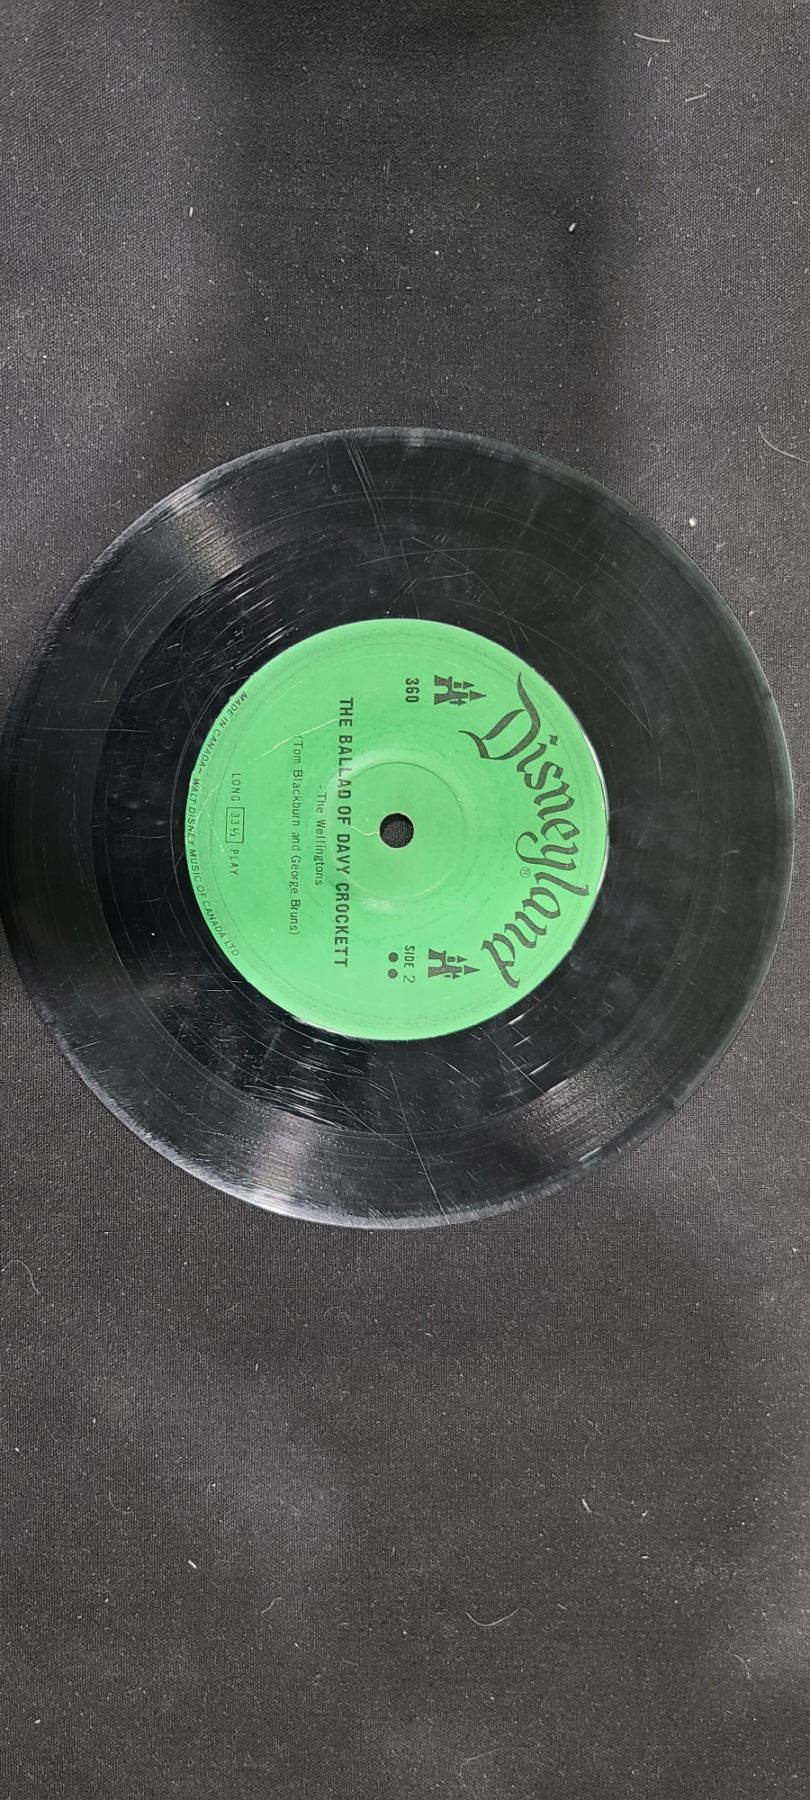 Disneyland®
360
SIDE 2
THE BALLAD OF DAVY CROCKETT
-The Wellingtons
(Tom Blackburn and George Bruns)
LONG 33⅓ PLAY
MADE IN CANADA - WALT DISNEY MUSIC OF CANADA LTD